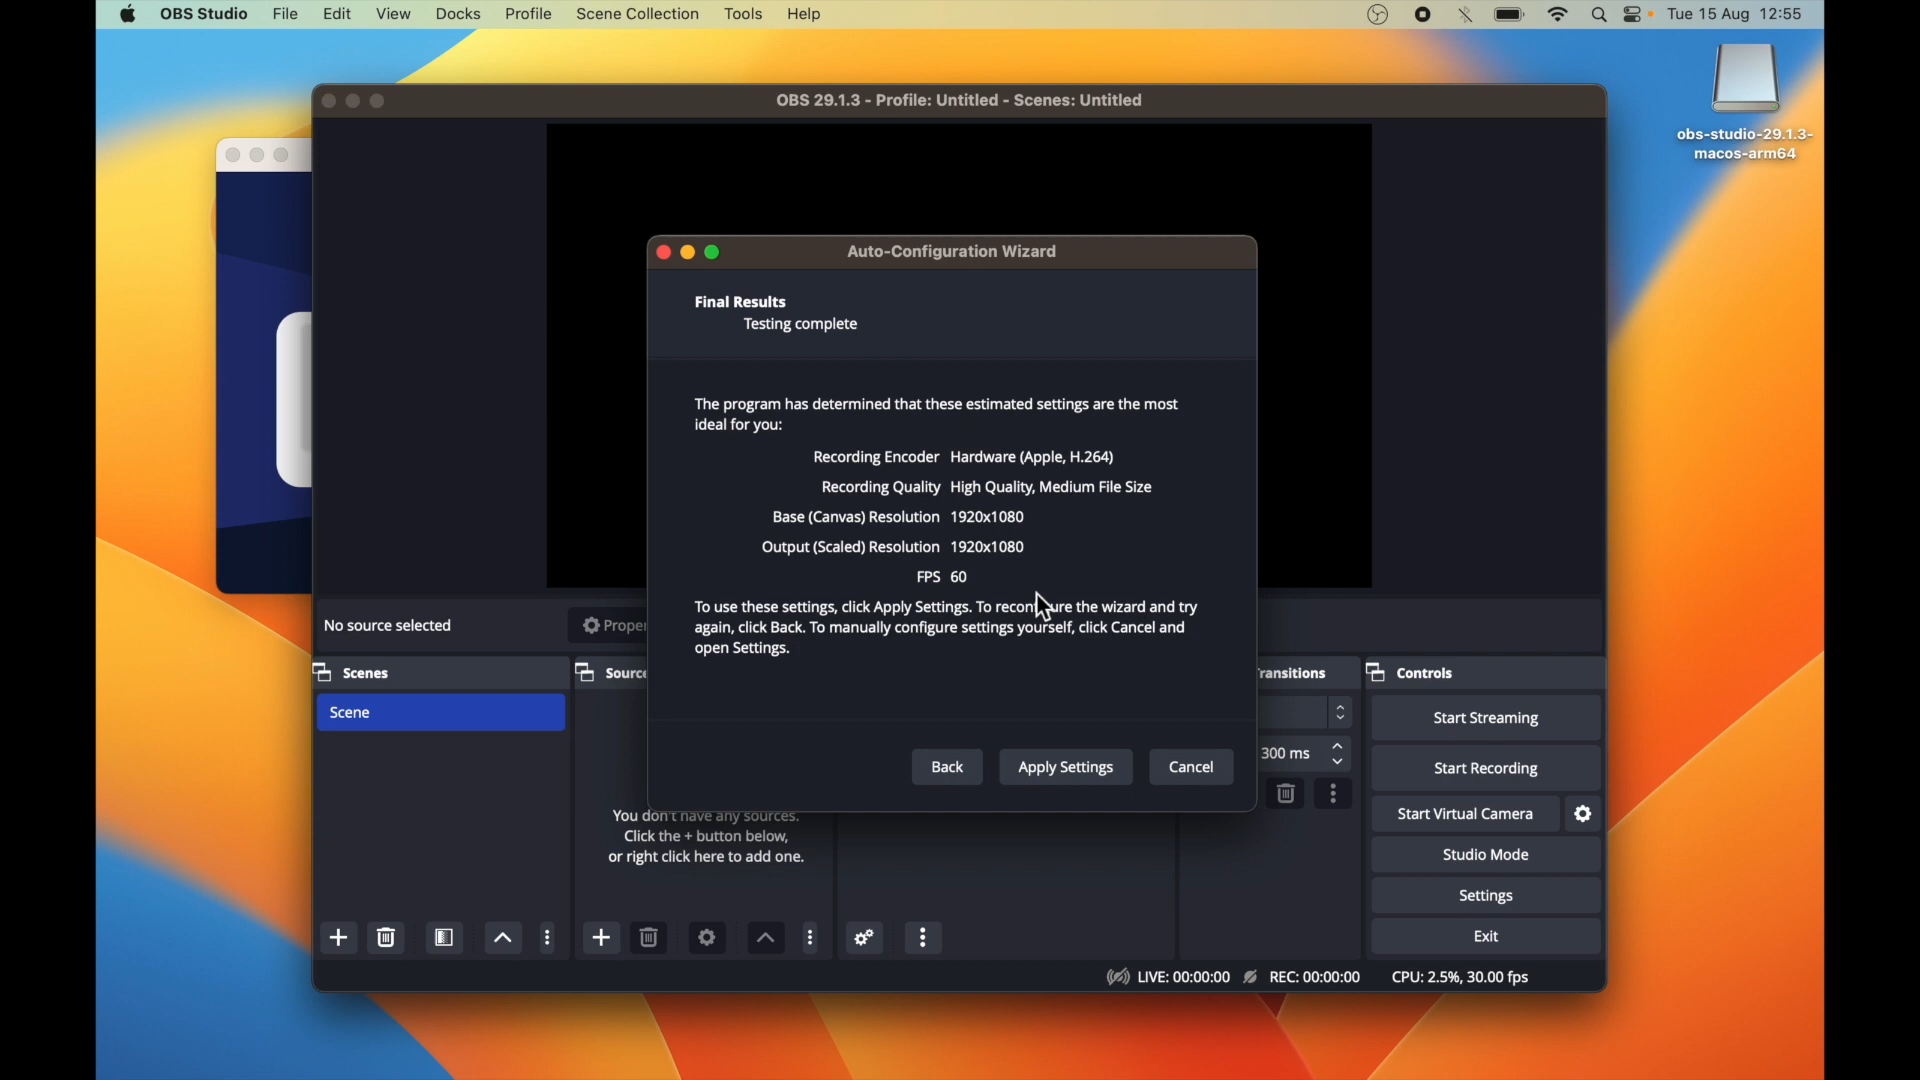 OBS Studio File Edit View Docks Profile Scene Collection Tools Help Tue 15 Aug 12:55
obs-studio-29.1.3-
macos-arm64
OBS 29.1.3 - Profile: Untitled - Scenes: Untitled
Auto-Configuration Wizard
Final Results
Testing complete
The program has determined that these estimated settings are the most
ideal for you:
Recording Encoder Hardware (Apple, H.264)
Recording Quality High Quality, Medium File Size
Base (Canvas) Resolution 1920x1080
Output (Scaled) Resolution 1920x1080
FPS 60
To use these settings, click Apply Settings. To the wizard and try
again, click Back. To manually configure settings yourself, click Cancel and
open Settings.
Back Apply Settings Cancel
No source selected
Scenes
Scene
You don't have any sources.
Click the + button below,
or right click here to add one.
300 ms
Controls
Start Streaming
Start Recording
Start Virtual Camera
Studio Mode
Settings
Exit
LIVE: 00:00:00 REC: 00:00:00 CPU: 2.5%, 30.00 fps